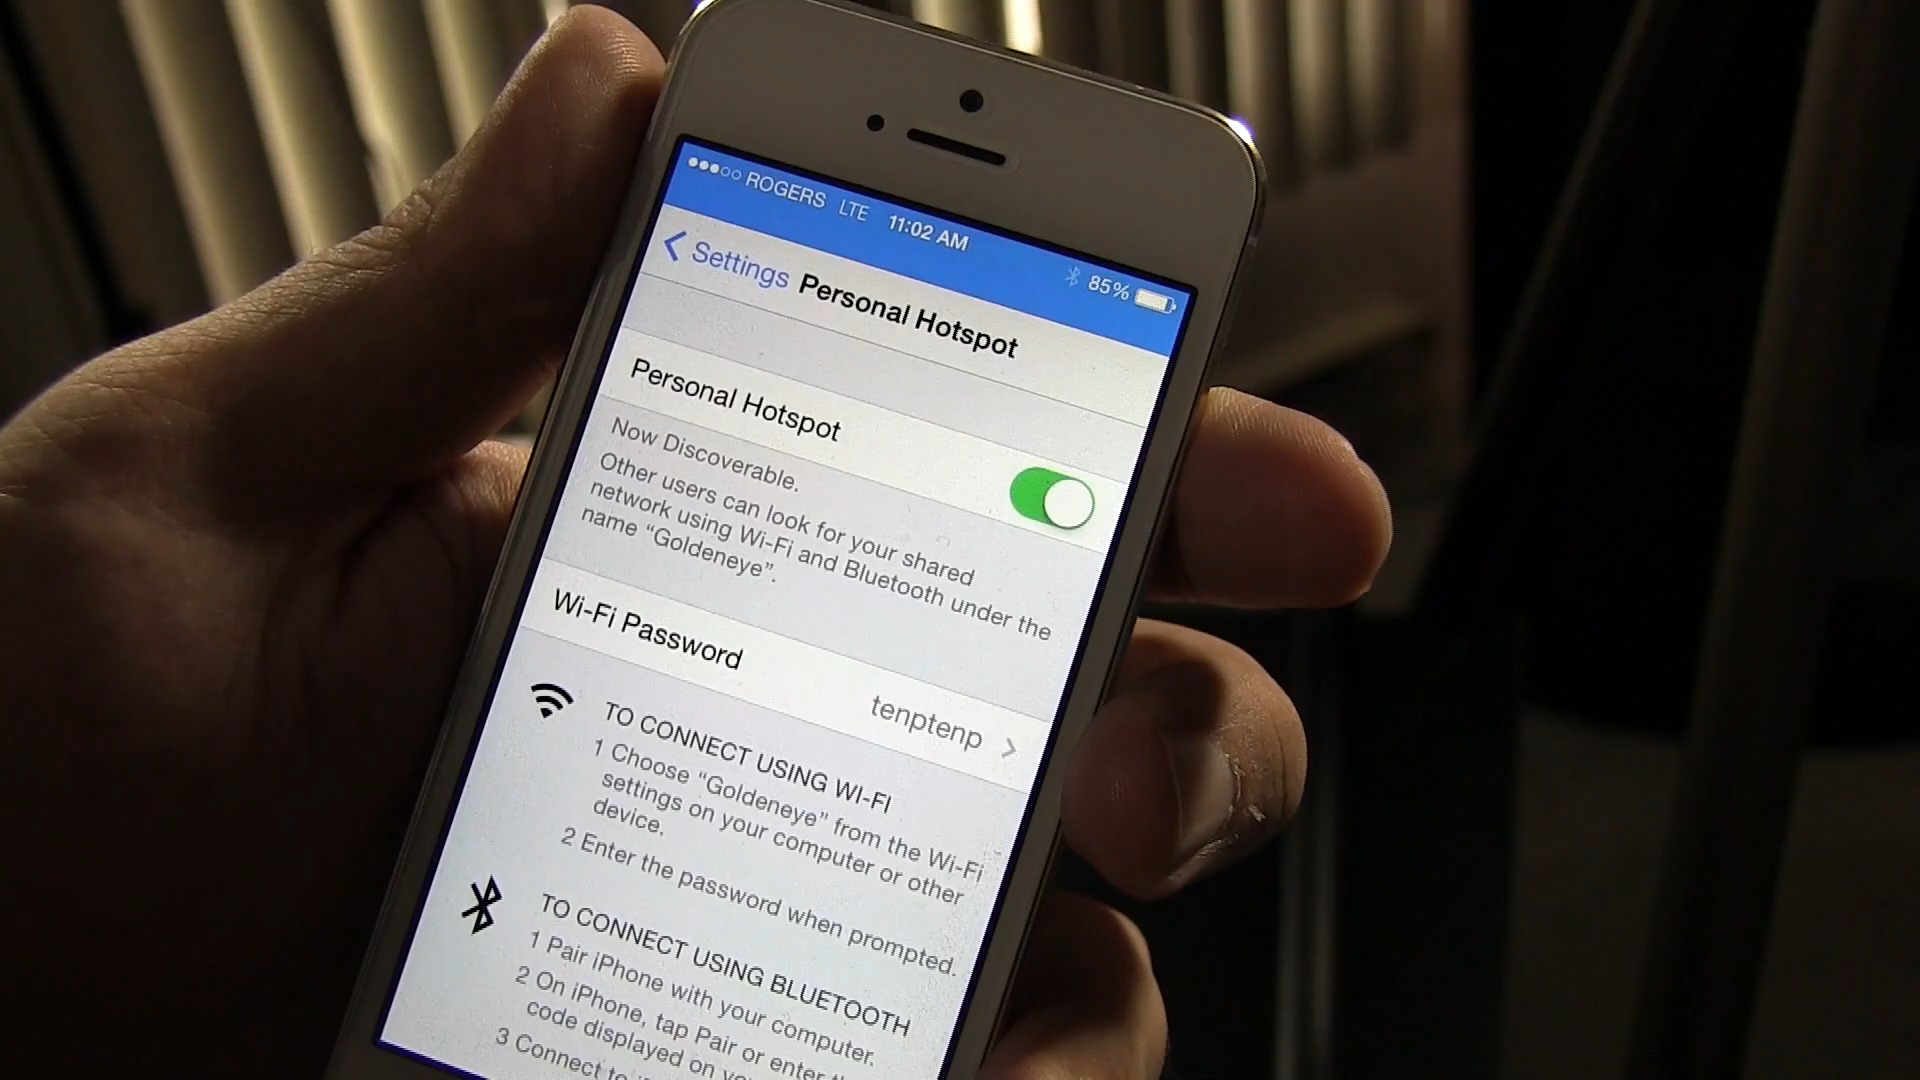 ROGERS LTE 11:02 AM 85%
Settings Personal Hotspot
Personal Hotspot
Now Discoverable.
Other users can look for your shared
network using Wi-Fi and Bluetooth under the
name “Goldeneye”.
Wi-Fi Password tenptenp
TO CONNECT USING WI-FI
1 Choose “Goldeneye” from the Wi-Fi
settings on your computer or other
device.
2 Enter the password when prompted.
TO CONNECT USING BLUETOOTH
1 Pair iPhone with your computer.
2 On iPhone, tap Pair or enter
code displayed on
3 Connect to